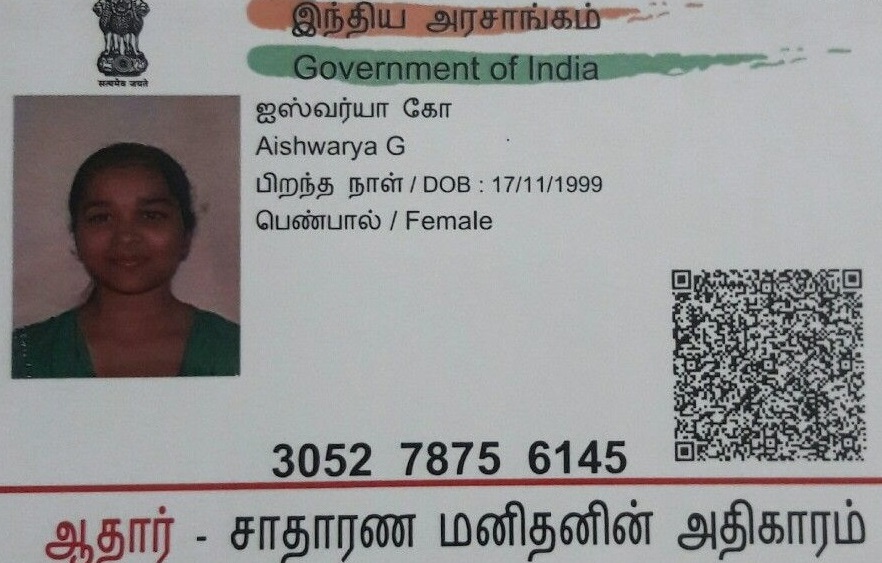 இந்திய அரசாங்கம்
Government of India
सत्यमेव जयते
ஐஸ்வர்யா கோ
Aishwarya G
பிறந்த நாள் / DOB : 17/11/1999
பெண்பால் / Female
3052 7875 6145
ஆதார் - சாதாரண மனிதனின் அதிகாரம்